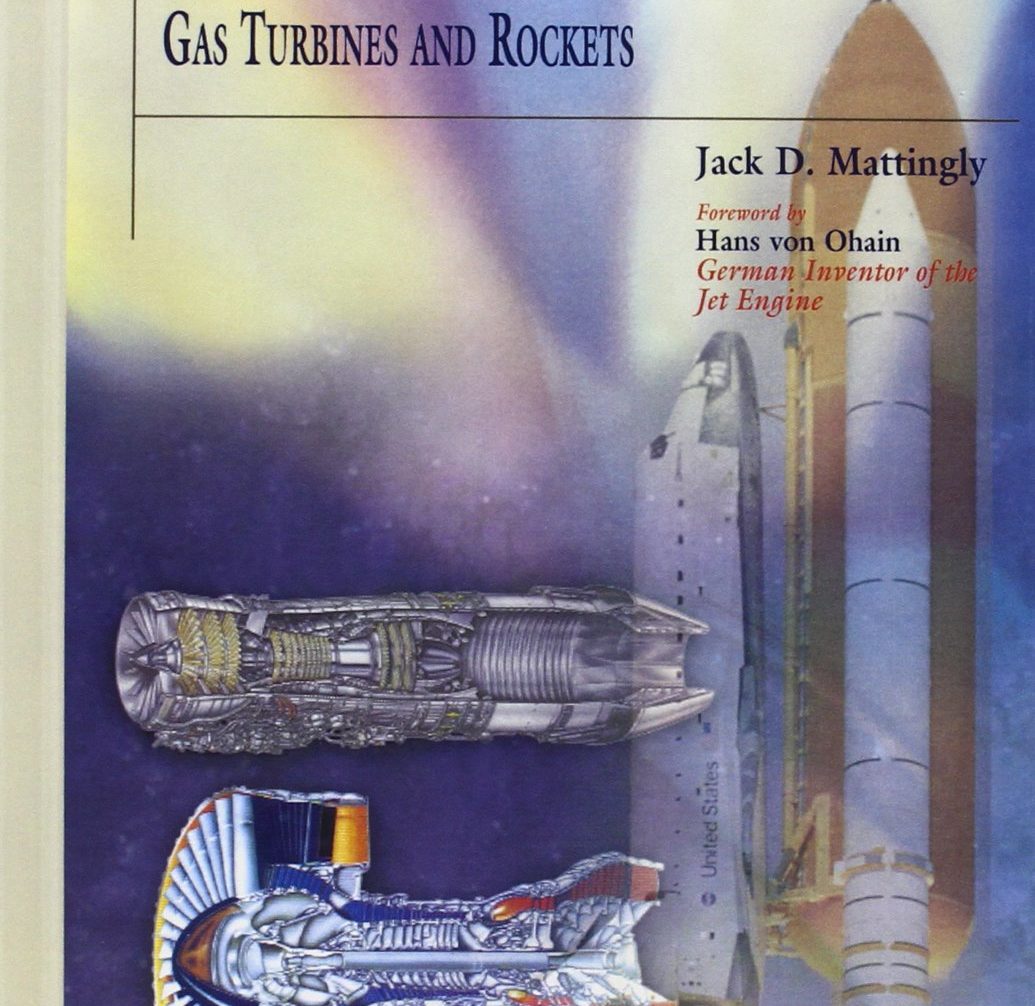 GAS TURBINES AND ROCKETS
Jack D. Mattingly
Foreword by
Hans von Ohain
German Inventor of the
Jet Engine
United States